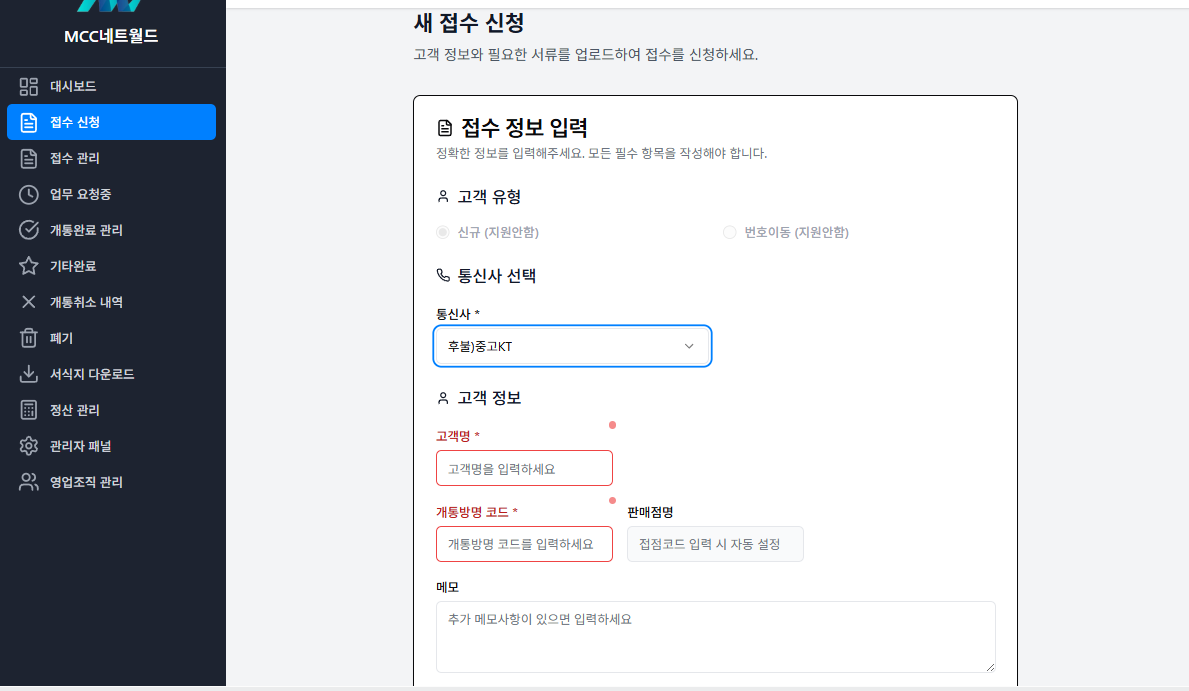 MCC네트월드
대시보드
접수 신청
접수 관리
업무 요청중
개통완료 관리
기타완료
개통취소 내역
폐기
서식지 다운로드
정산 관리
관리자 패널
영업조직 관리
새 접수 신청
고객 정보와 필요한 서류를 업로드하여 접수를 신청하세요.
접수 정보 입력
정확한 정보를 입력해주세요. 모든 필수 항목을 작성해야 합니다.
고객 유형
신규 (지원안함) 번호이동 (지원안함)
통신사 선택
통신사 *
후불)중고KT
고객 정보
고객명 *
고객명을 입력하세요
개통방명 코드 * 판매점명
개통방명 코드를 입력하세요 접점코드 입력 시 자동 설정
메모
추가 메모사항이 있으면 입력하세요